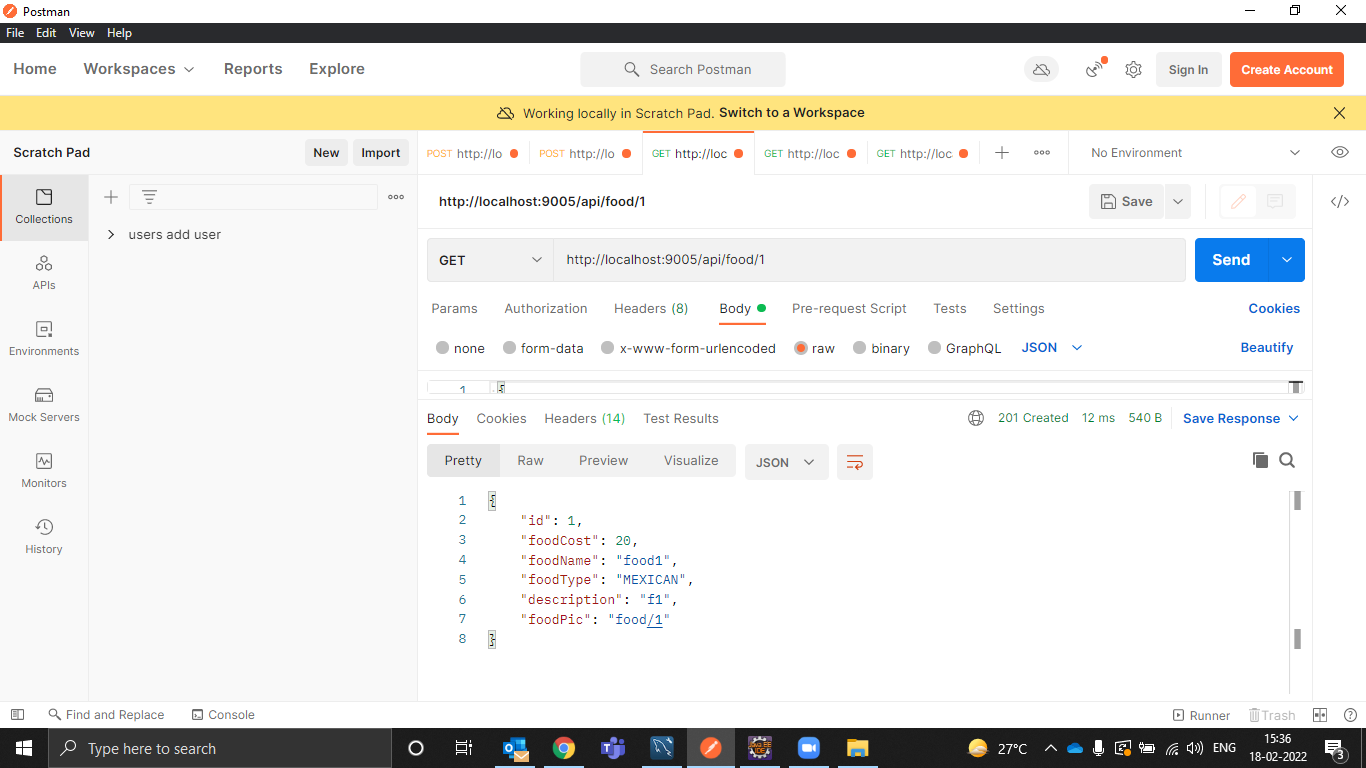 Postman
File Edit View Help
Home Workspaces Reports Explore Search Postman Sign In Create Account
Working locally in Scratch Pad. Switch to a Workspace
Scratch Pad New Import POST http://lo POST http://lo GET http://loc GET http://loc GET http://loc No Environment
Collections
APIs
Environments
Mock Servers
Monitors
History
users add user
http://localhost:9005/api/food/1 Save
GET http://localhost:9005/api/food/1 Send
Params Authorization Headers (8) Body Pre-request Script Tests Settings Cookies
none form-data x-www-form-urlencoded raw binary GraphQL JSON Beautify
1 {
Body Cookies Headers (14) Test Results 201 Created 12 ms 540 B Save Response
Pretty Raw Preview Visualize JSON
1 {
2 "id": 1,
3 "foodCost": 20,
4 "foodName": "food1",
5 "foodType": "MEXICAN",
6 "description": "f1",
7 "foodPic": "food/1"
8 }
Find and Replace Console Runner Trash
Type here to search 27°C ENG 15:36
18-02-2022 3